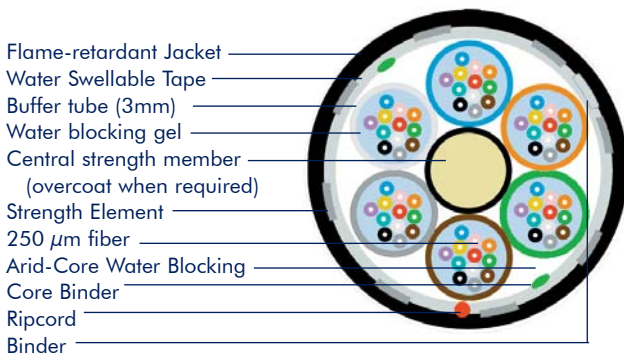 Flame-retardant Jacket
Water Swellable Tape
Buffer tube (3mm)
Water blocking gel
Central strength member
(overcoat when required)
Strength Element
250 µm fiber
Arid-Core Water Blocking
Core Binder
Ripcord
Binder